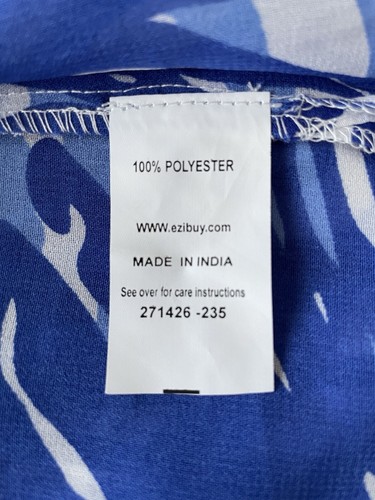 100% POLYESTER
WWW.ezibuy.com
MADE IN INDIA
See over for care instructions
271426 -235